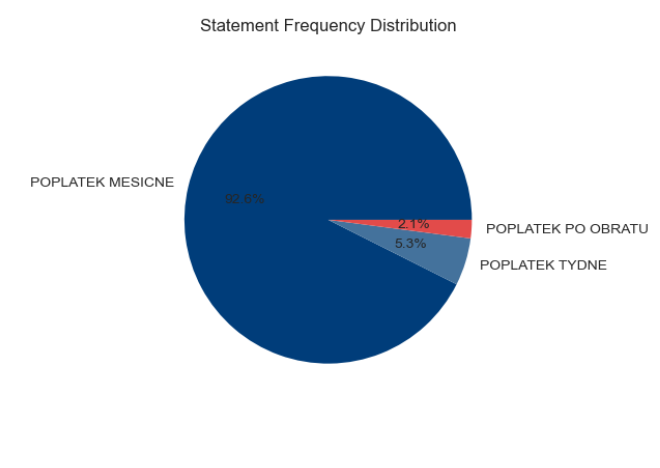 Statement Frequency Distribution
POPLATEK MESICNE
92.6%
2.1%
POPLATEK PO OBRATU
5.3%
POPLATEK TYDNE